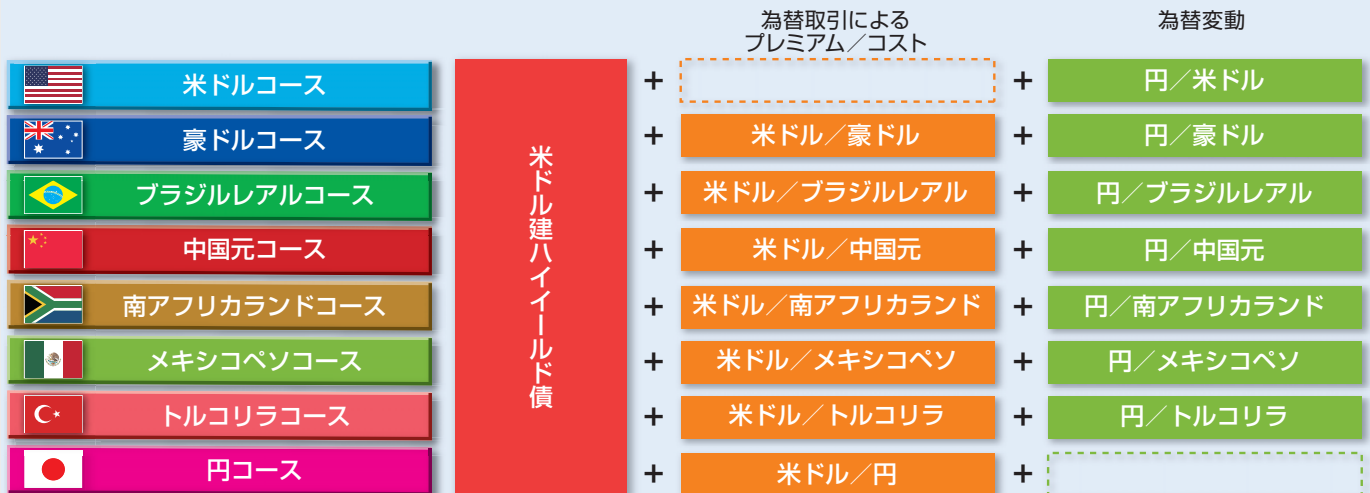 為替取引による
プレミアム／コスト
為替変動
米ドルコース
＋
＋
円／米ドル
豪ドルコース
＋
米ドル／豪ドル
＋
円／豪ドル
ブラジルレアルコース
＋
米ドル／ブラジルレアル
＋
円／ブラジルレアル
中国元コース
＋
米ドル／中国元
＋
円／中国元
南アフリカランドコース
＋
米ドル／南アフリカランド
＋
円／南アフリカランド
メキシコペソコース
＋
米ドル／メキシコペソ
＋
円／メキシコペソ
トルコリラコース
＋
米ドル／トルコリラ
＋
円／トルコリラ
円コース
＋
米ドル／円
＋
米ドル建ハイイールド債